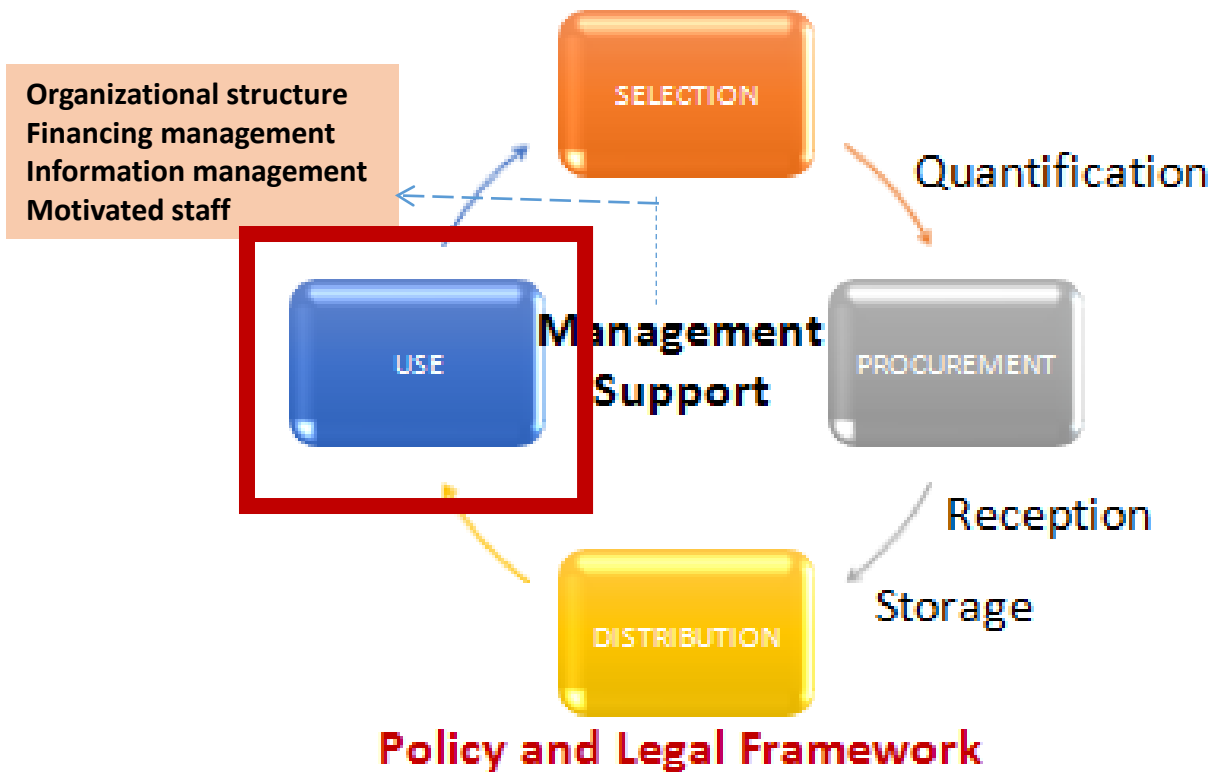 SELECTION
Organizational structure
Financing management
Information management
Motivated staff
Quantification
Management
Support
USE
PROCUREMENT
Reception
Storage
DISTRIBUTION
Policy and Legal Framework